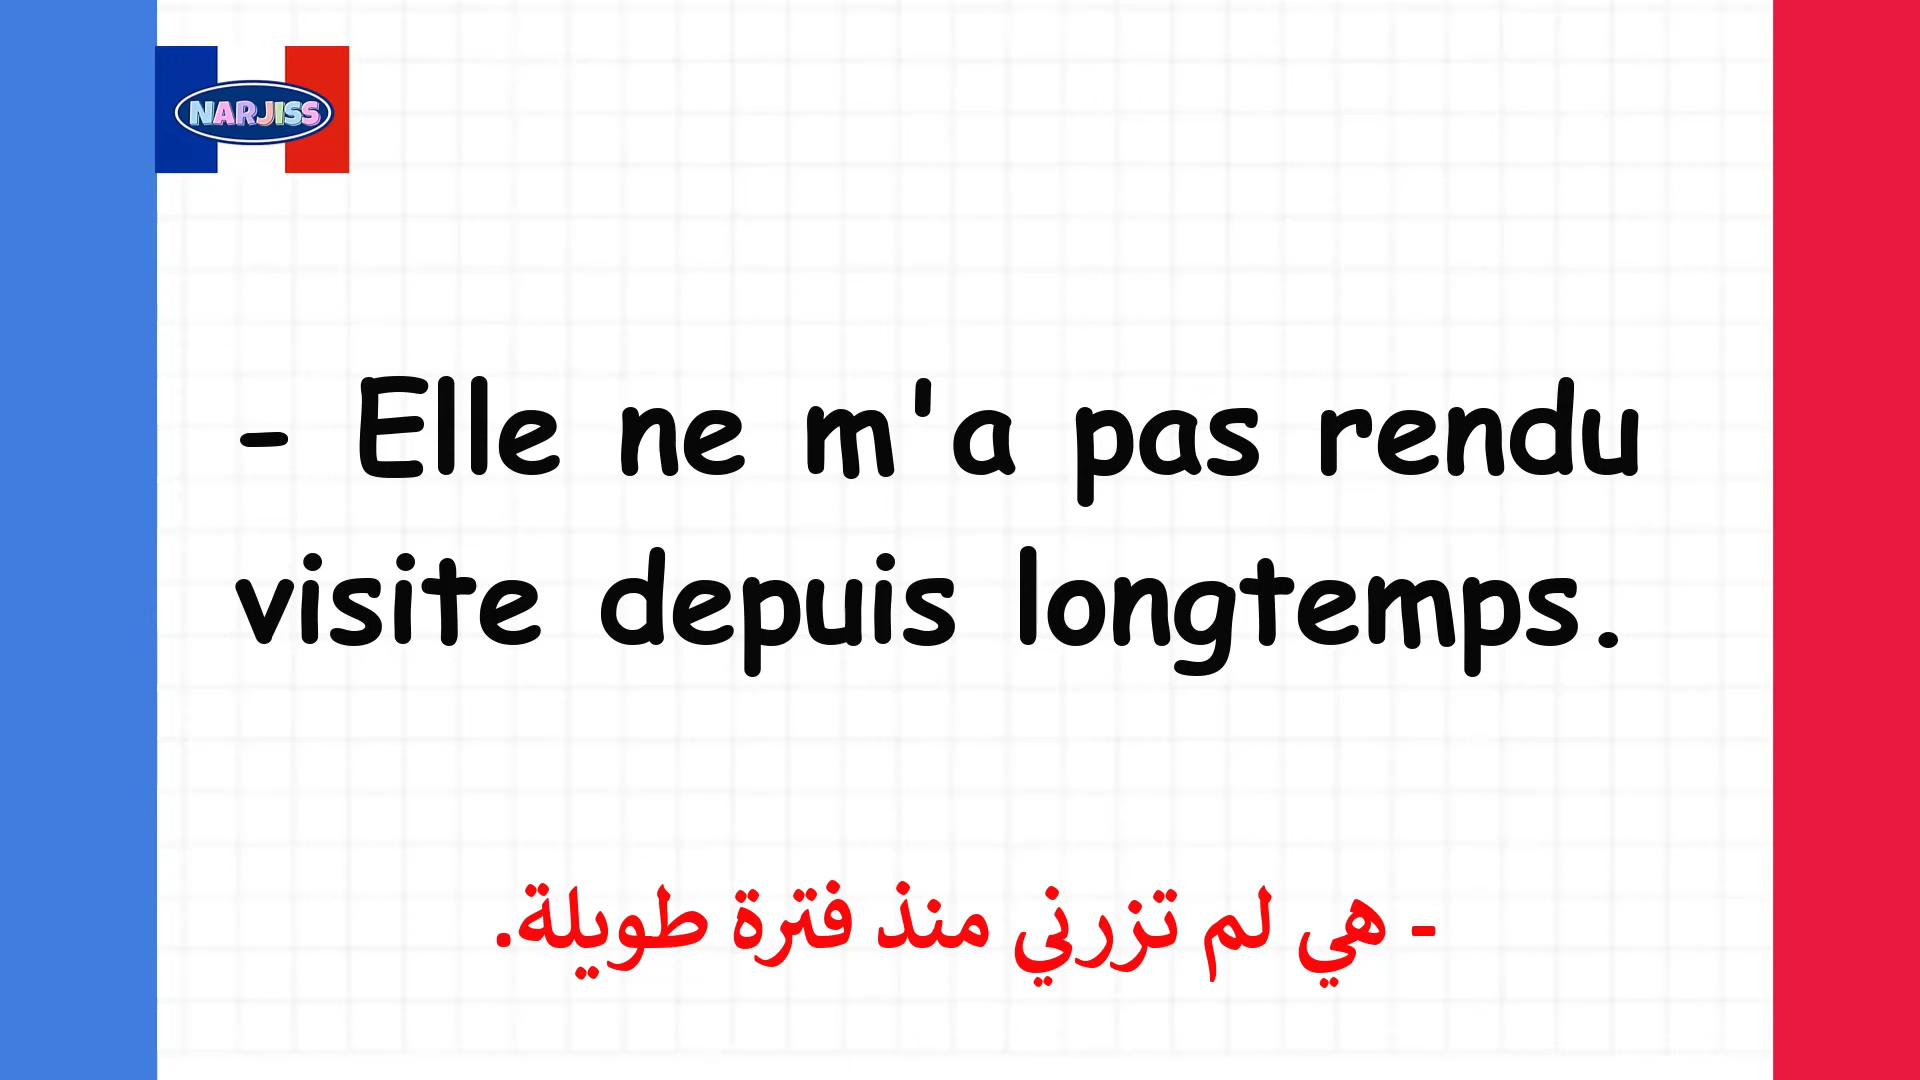 NARJISS
- Elle ne m'a pas rendu
visite depuis longtemps.
- هي لم تزرني منذ فترة طويلة.